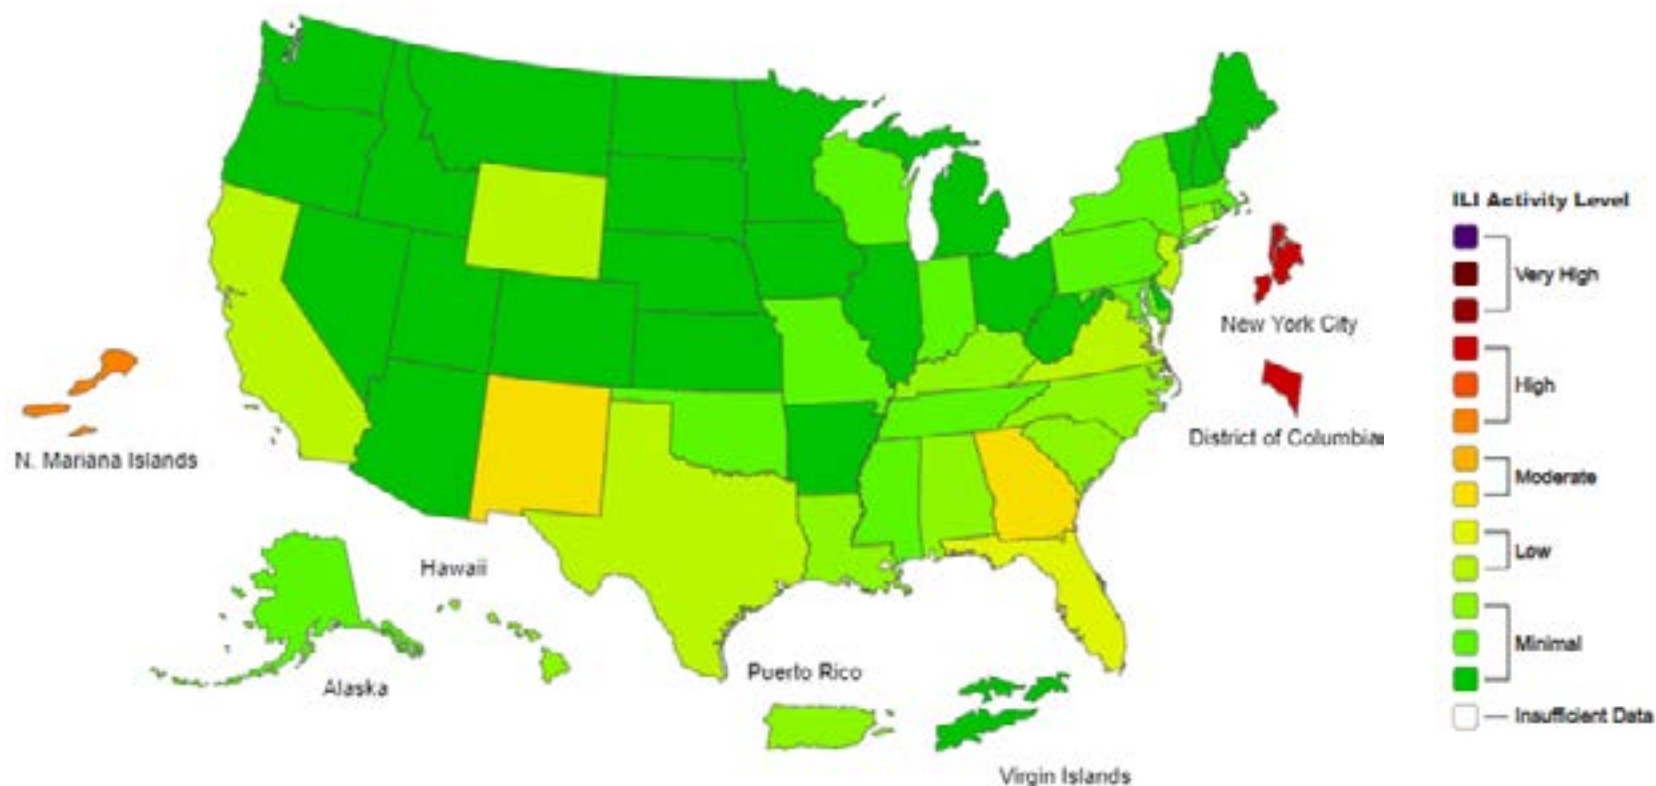 ILI Activity Level
Very High
High
Moderate
Low
Minimal
Insufficient Data
New York City
District of Columbia
N. Mariana Islands
Hawaii
Alaska
Puerto Rico
Virgin Islands